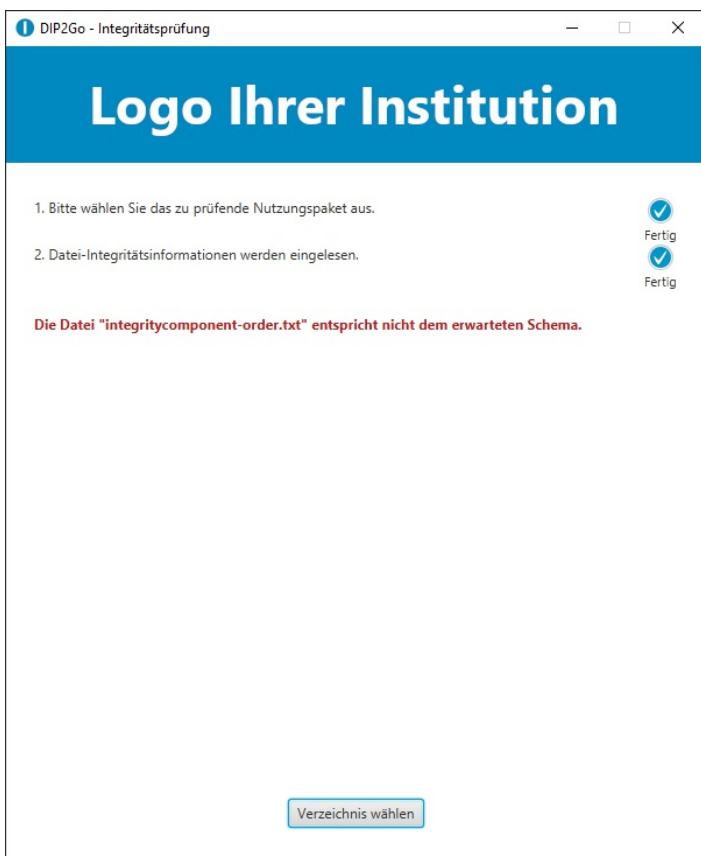 DIP2Go - Integritätsprüfung
Logo Ihrer Institution
1. Bitte wählen Sie das zu prüfende Nutzungspaket aus.
Fertig
2. Datei-Integritätsinformationen werden eingelesen.
Fertig
Die Datei "integritycomponent-order.txt" entspricht nicht dem erwarteten Schema.
Verzeichnis wählen